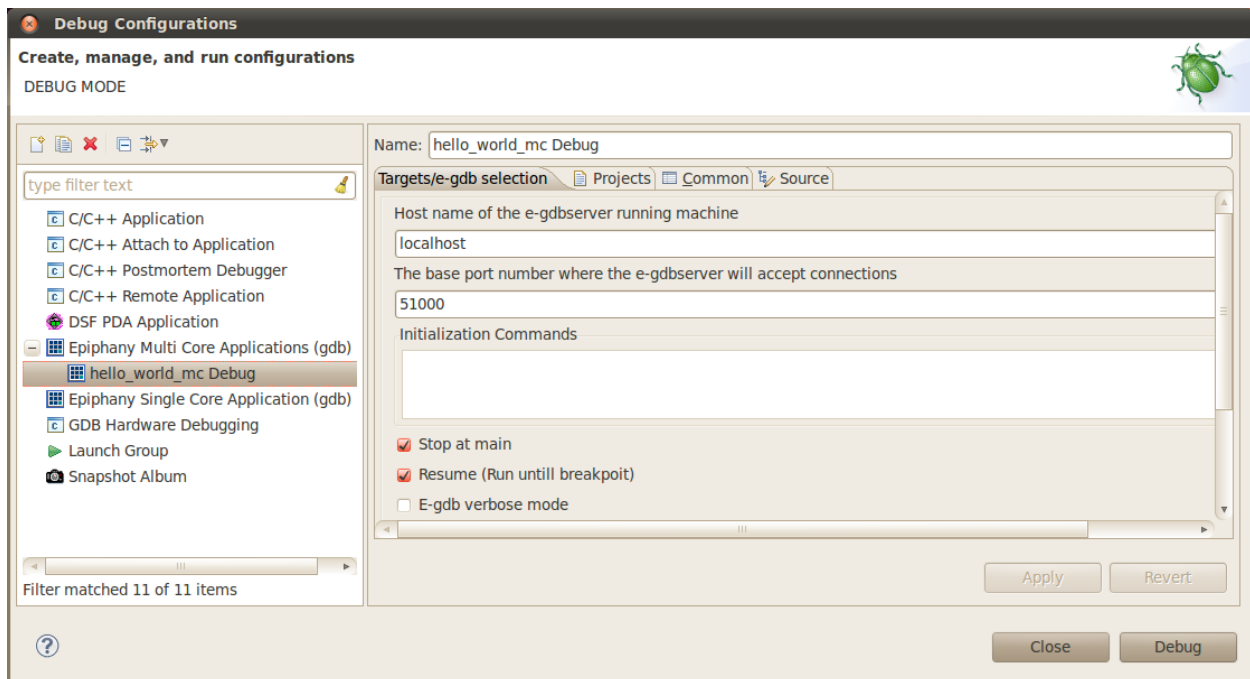 Debug Configurations
Create, manage, and run configurations
DEBUG MODE
type filter text
C/C++ Application
C/C++ Attach to Application
C/C++ Postmortem Debugger
C/C++ Remote Application
DSF PDA Application
Epiphany Multi Core Applications (gdb)
hello_world_mc Debug
Epiphany Single Core Application (gdb)
GDB Hardware Debugging
Launch Group
Snapshot Album
Filter matched 11 of 11 items
Name: hello_world_mc Debug
Targets/e-gdb selection Projects Common Source
Host name of the e-gdbserver running machine
localhost
The base port number where the e-gdbserver will accept connections
51000
Initialization Commands
Stop at main
Resume (Run untill breakpoit)
E-gdb verbose mode
Apply Revert
? Close Debug